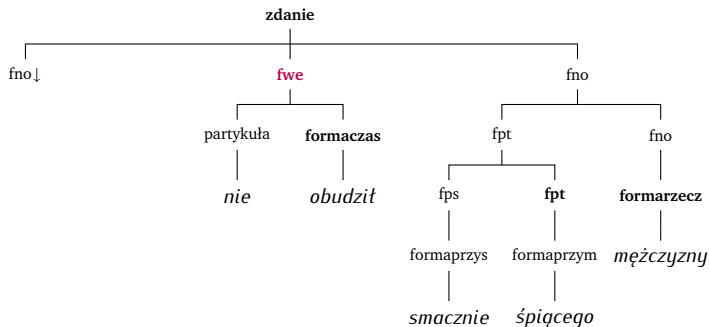 zdanie
fno↓ fwe fno
partykuła formaczas fpt fno
nie obudził fps fpt formarzecz
formaprzys formaprzym mężczyzny
smacznie śpiącego